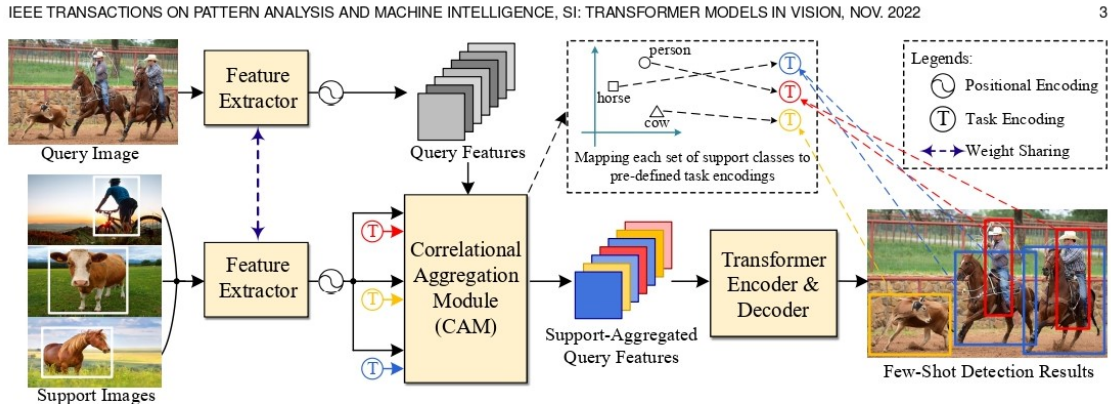 IEEE TRANSACTIONS ON PATTERN ANALYSIS AND MACHINE INTELLIGENCE, SI: TRANSFORMER MODELS IN VISION, NOV. 2022 3
Feature
Extractor
Query Image
Query Features
person
horse
cow
T
T
T
Mapping each set of support classes to
pre-defined task encodings
Legends:
Positional Encoding
T Task Encoding
Weight Sharing
Feature
Extractor
Support Images
T
T
T
Correlational
Aggregation
Module
(CAM)
Support-Aggregated
Query Features
Transformer
Encoder &
Decoder
Few-Shot Detection Results